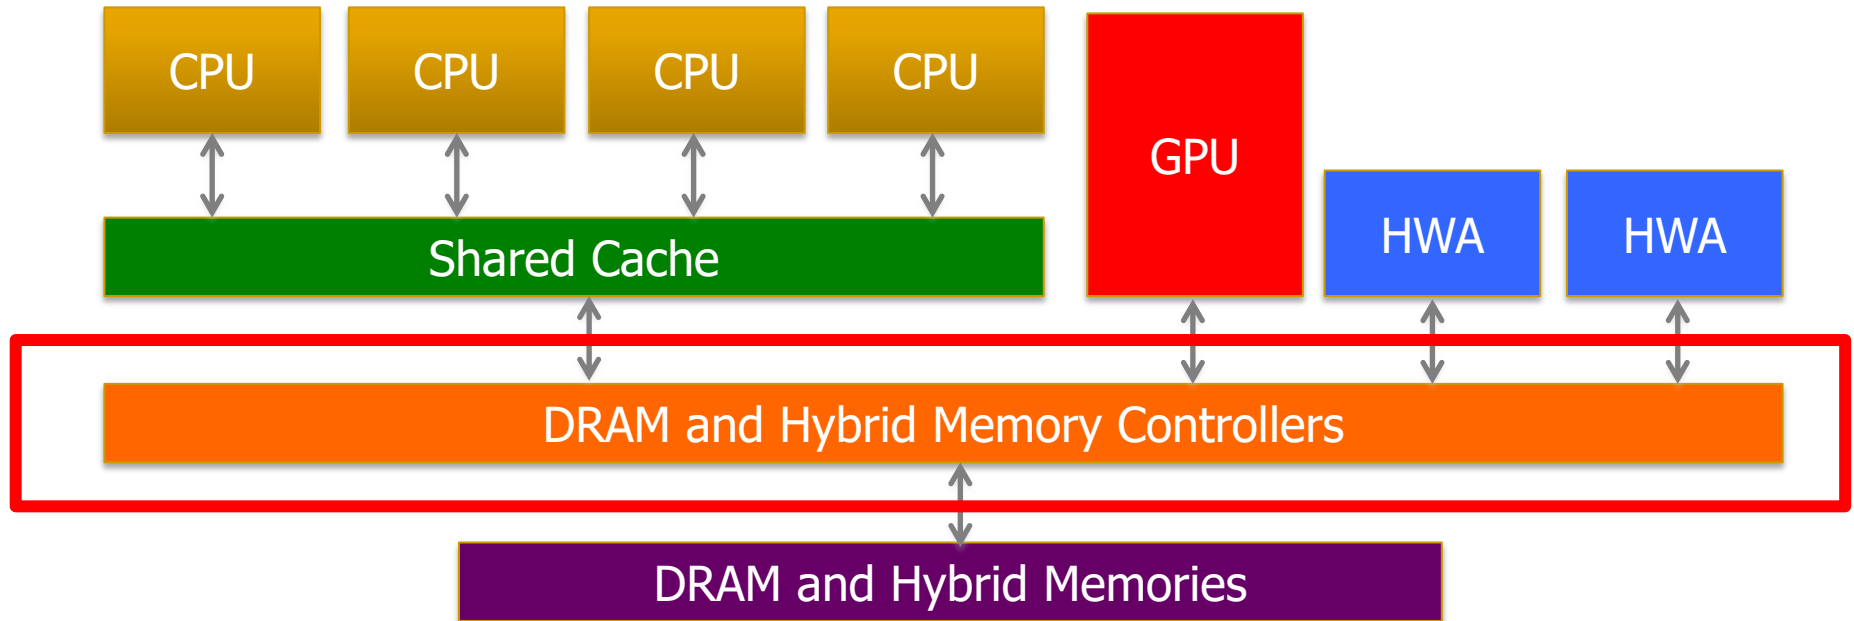 CPU
CPU
CPU
CPU
GPU
HWA
HWA
Shared Cache
DRAM and Hybrid Memory Controllers
DRAM and Hybrid Memories